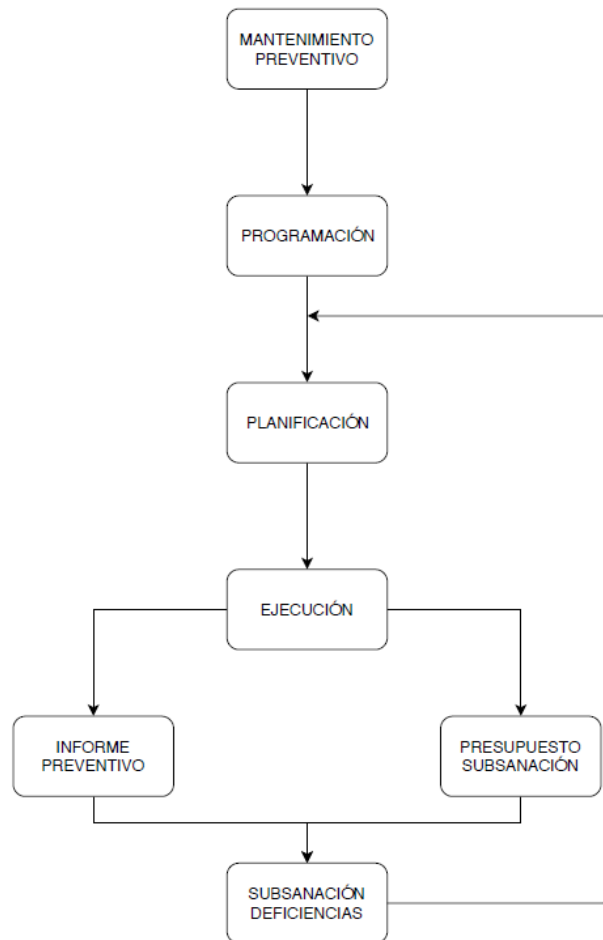 MANTENIMIENTO
PREVENTIVO
PROGRAMACIÓN
PLANIFICACIÓN
EJECUCIÓN
INFORME
PREVENTIVO
PRESUPUESTO
SUBSANACIÓN
SUBSANACIÓN
DEFICIENCIAS